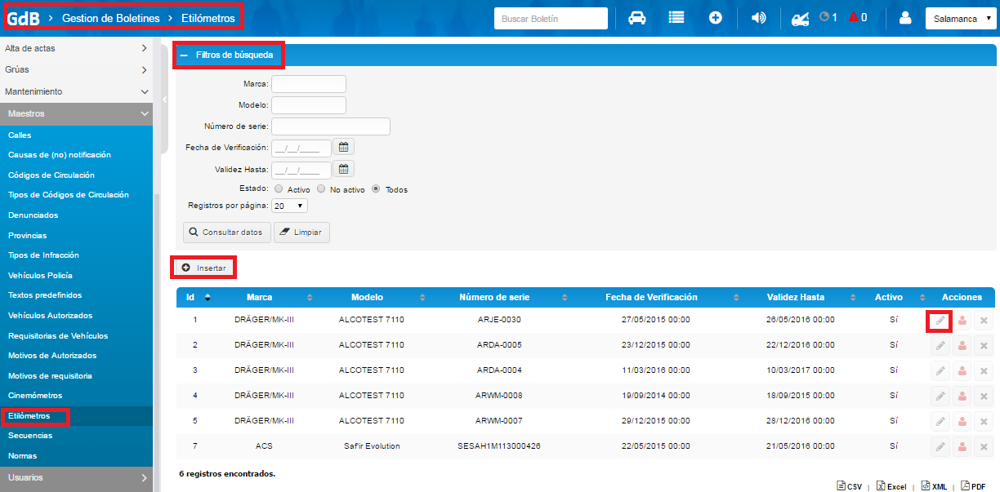 GdB > Gestion de Boletines > Etilómetros
Buscar Boletín
1
0
Salamanca
Alta de actas
Grúas
Mantenimiento
Maestros
Calles
Causas de (no) notificación
Códigos de Circulación
Tipos de Códigos de Circulación
Denunciados
Provincias
Tipos de Infracción
Vehículos Policía
Textos predefinidos
Vehículos Autorizados
Requisitorias de Vehículos
Motivos de Autorizados
Motivos de requisitoria
Cinemómetros
Etilómetros
Secuencias
Normas
Usuarios
Filtros de búsqueda
Marca:
Modelo:
Número de serie:
Fecha de Verificación: __/__/____
Validez Hasta: __/__/____
Estado: Activo No activo Todos
Registros por página: 20
Consultar datos Limpiar
Insertar
Id Marca Modelo Número de serie Fecha de Verificación Validez Hasta Activo Acciones
1 DRÄGER/MK-III ALCOTEST 7110 ARJE-0030 27/05/2015 00:00 26/05/2016 00:00 Sí
2 DRÄGER/MK-III ALCOTEST 7110 ARDA-0005 23/12/2015 00:00 22/12/2016 00:00 Sí
3 DRÄGER/MK-III ALCOTEST 7110 ARDA-0004 11/03/2016 00:00 10/03/2017 00:00 Sí
4 DRÄGER/MK-III ALCOTEST 7110 ARWM-0008 19/09/2014 00:00 18/09/2015 00:00 Sí
5 DRÄGER/MK-III ALCOTEST 7110 ARWM-0007 29/12/2015 00:00 28/12/2016 00:00 Sí
7 ACS Safir Evolution SESAH1M113000426 22/05/2015 00:00 21/05/2016 00:00 Sí
6 registros encontrados.
CSV | Excel | XML | PDF